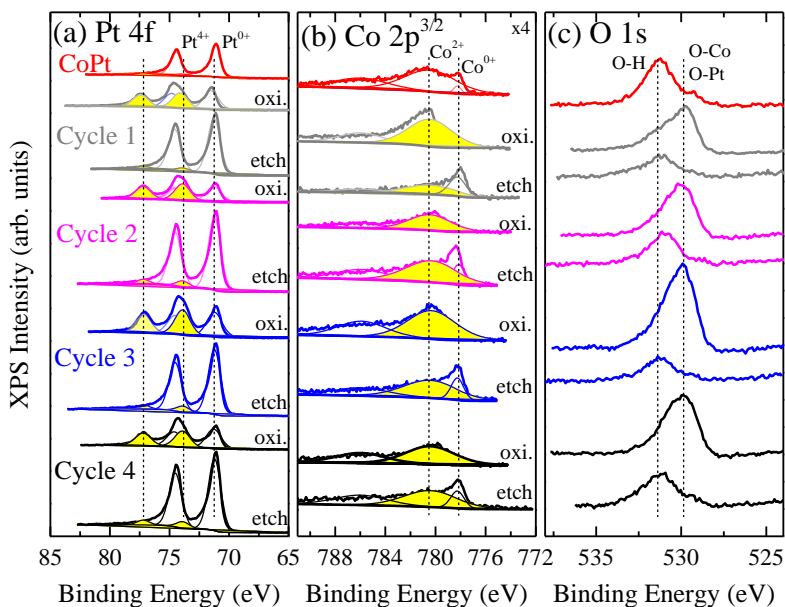 (a) Pt 4f
(b) Co 2p3/2
x4
(c) O 1s
CoPt
Pt4+
Pt0+
Co2+
Co0+
O-H
O-Co
O-Pt
oxi.
oxi.
Cycle 1
etch
etch
oxi.
oxi.
Cycle 2
etch
etch
oxi.
oxi.
Cycle 3
etch
etch
oxi.
oxi.
Cycle 4
etch
etch
XPS Intensity (arb. units)
85 80 75 70 65
788 784 780 776 772
535 530 525
Binding Energy (eV)
Binding Energy (eV)
Binding Energy (eV)